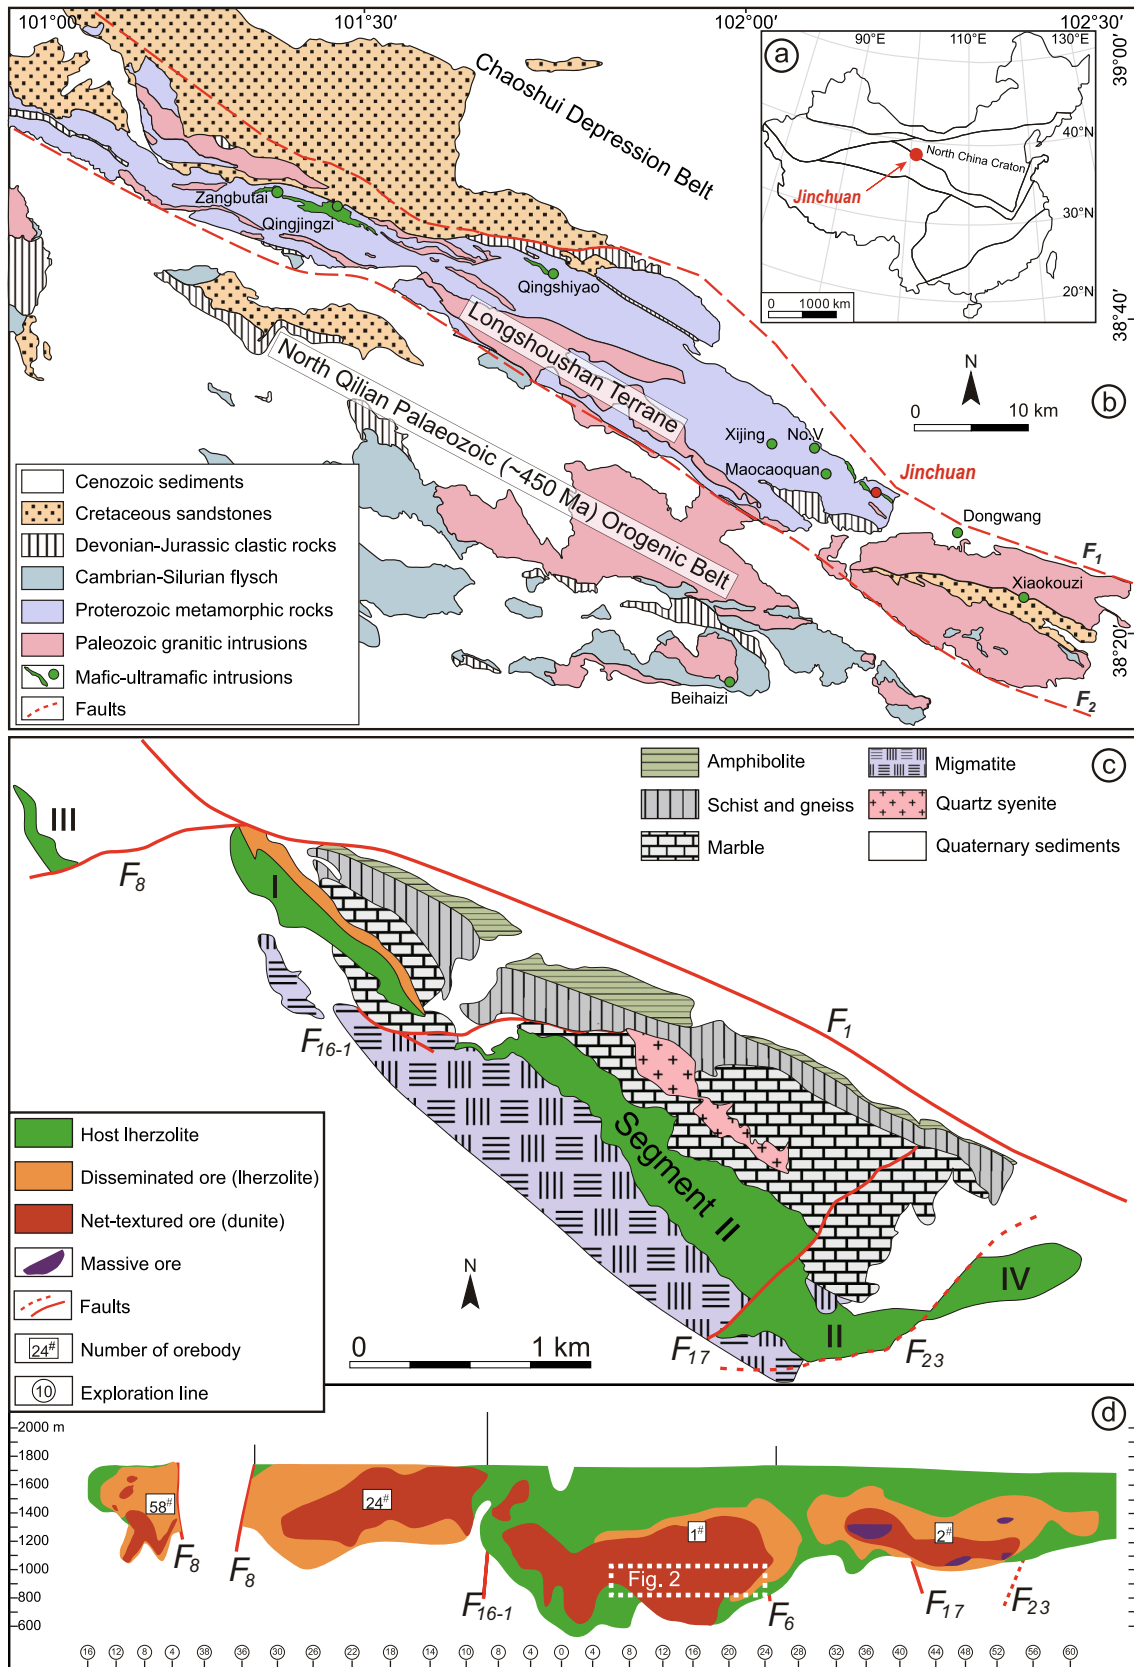 101°00′
101°30′
102°00′
102°30′
39°00′
38°40′
38°20′
Chaoshui Depression Belt
a
90°E
110°E
130°E
40°N
30°N
20°N
North China Craton
Jinchuan
0 1000 km
Zangbutai
Qingjingzi
Qingshiyao
Longshoushan Terrane
North Qilian Palaeozoic (~450 Ma) Orogenic Belt
N
0 10 km
b
Xijing
No.V
Maocaoquan
Jinchuan
Dongwang
Xiaokouzi
Beihaizi
F1
F2
Cenozoic sediments
Cretaceous sandstones
Devonian-Jurassic clastic rocks
Cambrian-Silurian flysch
Proterozoic metamorphic rocks
Paleozoic granitic intrusions
Mafic-ultramafic intrusions
Faults
c
Amphibolite
Schist and gneiss
Marble
Migmatite
Quartz syenite
Quaternary sediments
III
F8
I
F16-1
F1
Segment II
II
IV
F17
F23
N
0 1 km
Host lherzolite
Disseminated ore (lherzolite)
Net-textured ore (dunite)
Massive ore
Faults
24# Number of orebody
10 Exploration line
d
2000 m
1800
1600
1400
1200
1000
800
600
58#
24#
1#
2#
Fig. 2
F8
F8
F16-1
F6
F17
F23
16 12 8 4 38 36 30 26 22 18 14 10 6 4 0 4 8 12 16 20 24 28 32 36 40 44 48 52 56 60